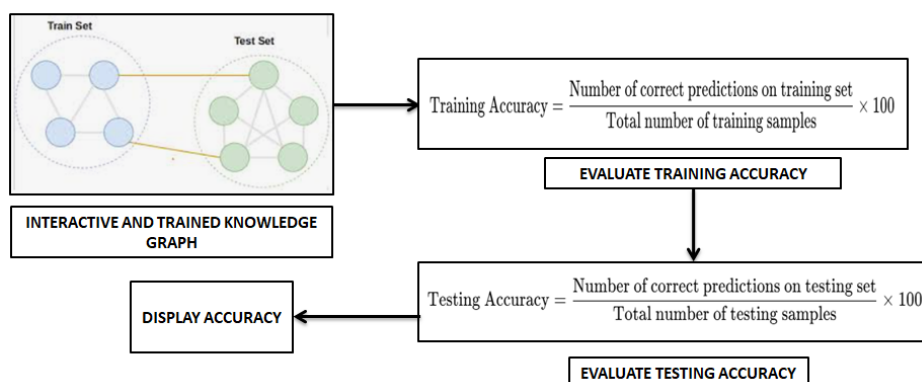 Train Set
Test Set
INTERACTIVE AND TRAINED KNOWLEDGE
GRAPH
Training Accuracy = Number of correct predictions on training set / Total number of training samples × 100
EVALUATE TRAINING ACCURACY
Testing Accuracy = Number of correct predictions on testing set / Total number of testing samples × 100
EVALUATE TESTING ACCURACY
DISPLAY ACCURACY